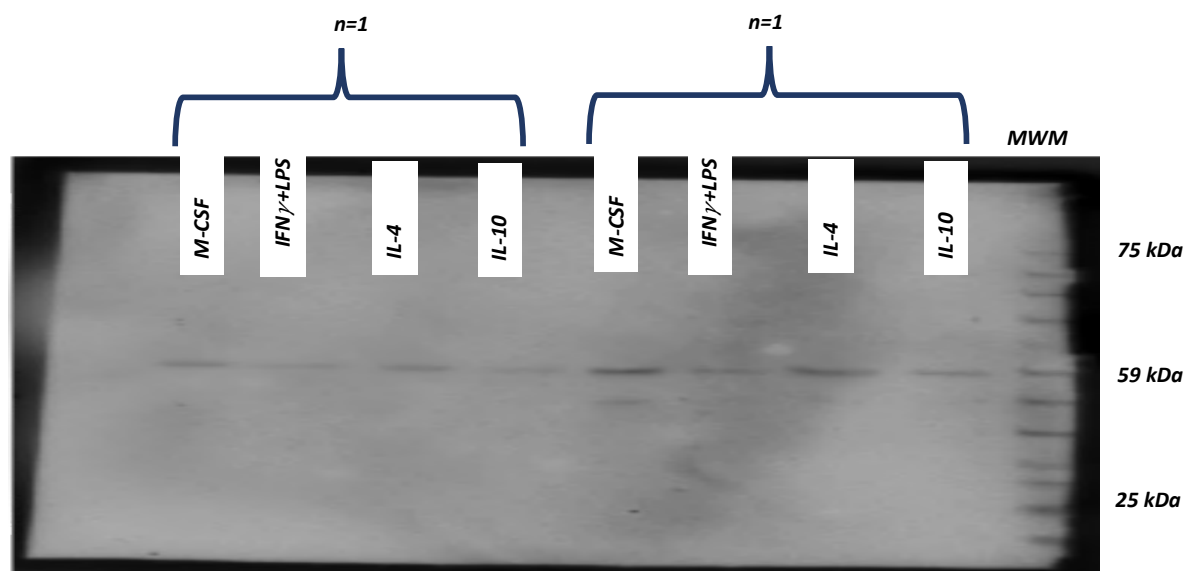 n=1
n=1
MWM
M-CSF
IFNγ+LPS
IL-4
IL-10
M-CSF
IFNγ+LPS
IL-4
IL-10
75 kDa
59 kDa
25 kDa